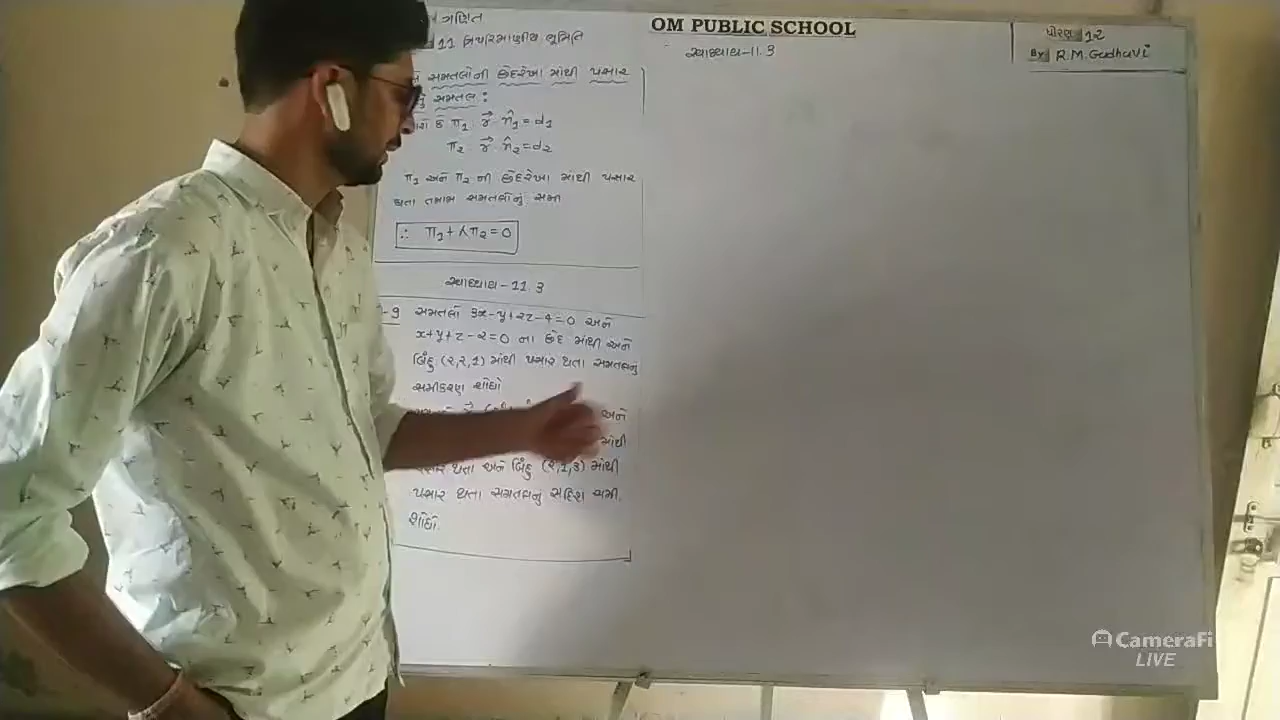 ગણિત
11 ત્રિપરિમાણીય ભૂમિતિ
સમતલોની છેદરેખા માંથી પસાર
સમતલ :
કે π₁ : r⃗ · n̂₁ = d₁
π₂ : r⃗ · n̂₂ = d₂
π₁ અને π₂ ની છેદરેખા માંથી પસાર
થતા તમામ સમતલોનું સમી
∴ π₁ + λπ₂ = 0
સ્વાધ્યાય - 11.3
- 9 સમતલો 3x - y + 2z - 4 = 0 અને
x + y + z - 2 = 0 ના છેદ માંથી અને
બિંદુ (2,2,1) માંથી પસાર થતા સમતલનું
સમીકરણ શોધો
અને
માંથી
થતા અને બિંદુ (2,1,3) માંથી
પસાર થતા સમતલનું સદિશ સમી.
શોધો.
OM PUBLIC SCHOOL
સ્વાધ્યાય - 11.3
ધોરણ 12
By R.M.Gadhavi
CameraFi
LIVE